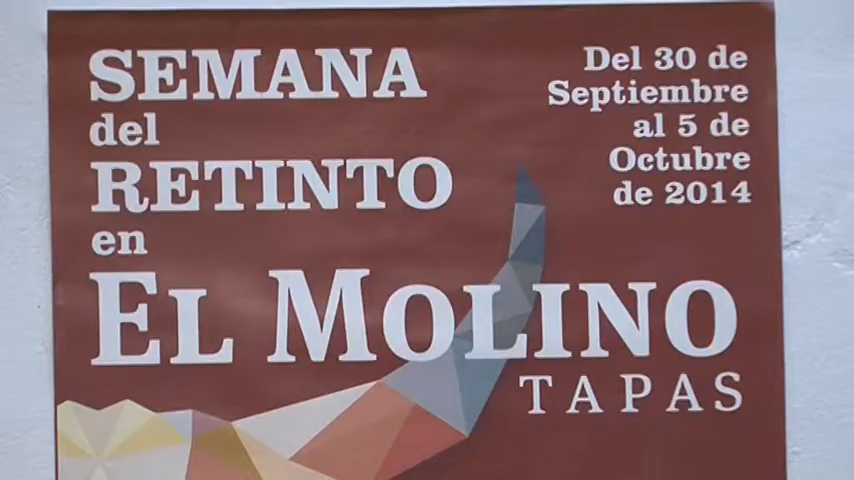 SEMANA
del
RETINTO
en
EL MOLINO
TAPAS
Del 30 de
Septiembre
al 5 de
Octubre
de 2014